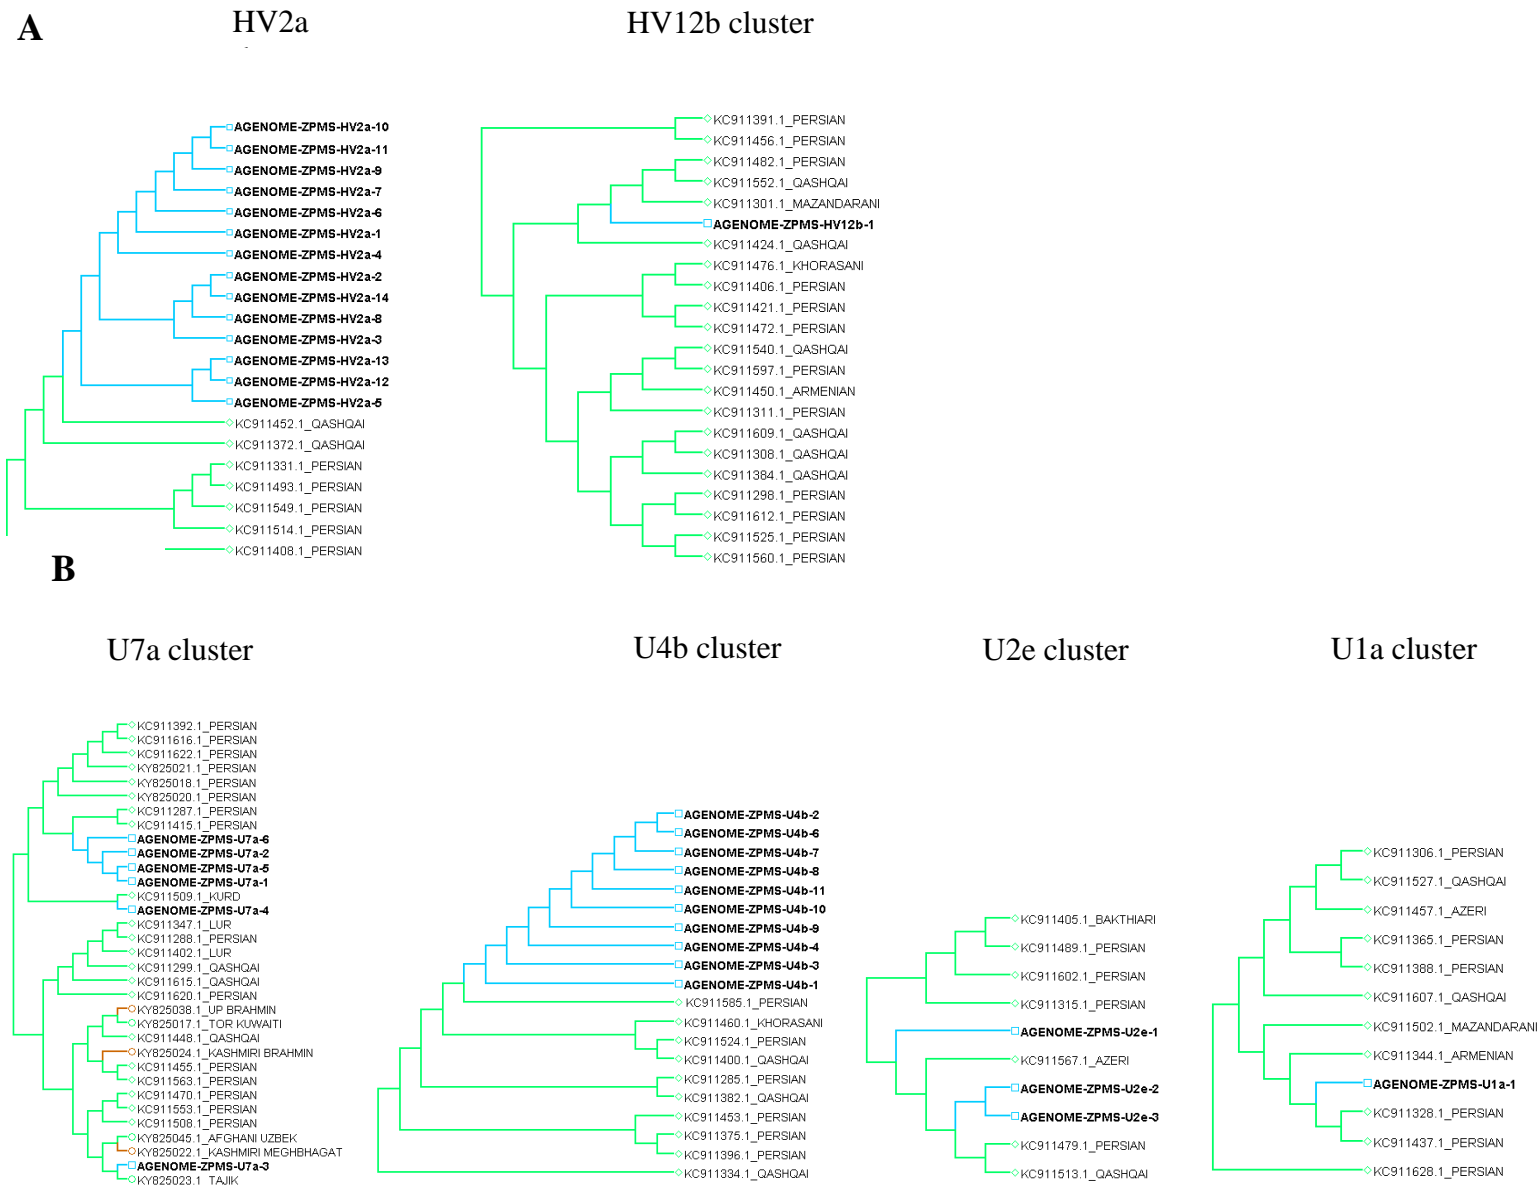 A
HV2a
HV12b cluster
AGENOME-ZPMS-HV2a-10
AGENOME-ZPMS-HV2a-11
AGENOME-ZPMS-HV2a-9
AGENOME-ZPMS-HV2a-7
AGENOME-ZPMS-HV2a-6
AGENOME-ZPMS-HV2a-1
AGENOME-ZPMS-HV2a-4
AGENOME-ZPMS-HV2a-2
AGENOME-ZPMS-HV2a-14
AGENOME-ZPMS-HV2a-8
AGENOME-ZPMS-HV2a-3
AGENOME-ZPMS-HV2a-13
AGENOME-ZPMS-HV2a-12
AGENOME-ZPMS-HV2a-5
KC911452.1_QASHQAI
KC911372.1_QASHQAI
KC911331.1_PERSIAN
KC911493.1_PERSIAN
KC911549.1_PERSIAN
KC911514.1_PERSIAN
KC911408.1_PERSIAN
KC911391.1_PERSIAN
KC911456.1_PERSIAN
KC911482.1_PERSIAN
KC911552.1_QASHQAI
KC911301.1_MAZANDARANI
AGENOME-ZPMS-HV12b-1
KC911424.1_QASHQAI
KC911476.1_KHORASANI
KC911406.1_PERSIAN
KC911421.1_PERSIAN
KC911472.1_PERSIAN
KC911540.1_QASHQAI
KC911597.1_PERSIAN
KC911450.1_ARMENIAN
KC911311.1_PERSIAN
KC911609.1_QASHQAI
KC911308.1_QASHQAI
KC911384.1_QASHQAI
KC911298.1_PERSIAN
KC911612.1_PERSIAN
KC911525.1_PERSIAN
KC911560.1_PERSIAN
B
U7a cluster
U4b cluster
U2e cluster
U1a cluster
KC911392.1_PERSIAN
KC911616.1_PERSIAN
KC911622.1_PERSIAN
KY825021.1_PERSIAN
KY825018.1_PERSIAN
KY825020.1_PERSIAN
KC911287.1_PERSIAN
KC911415.1_PERSIAN
AGENOME-ZPMS-U7a-6
AGENOME-ZPMS-U7a-2
AGENOME-ZPMS-U7a-5
AGENOME-ZPMS-U7a-1
KC911509.1_KURD
AGENOME-ZPMS-U7a-4
KC911347.1_LUR
KC911288.1_PERSIAN
KC911402.1_LUR
KC911299.1_QASHQAI
KC911615.1_QASHQAI
KC911620.1_PERSIAN
KY825038.1_UP BRAHMIN
KY825017.1_TOR KUWAITI
KC911448.1_QASHQAI
KY825024.1_KASHMIRI BRAHMIN
KC911455.1_PERSIAN
KC911563.1_PERSIAN
KC911470.1_PERSIAN
KC911553.1_PERSIAN
KC911508.1_PERSIAN
KY825045.1_AFGHANI UZBEK
KY825022.1_KASHMIRI MEGHBHAGAT
AGENOME-ZPMS-U7a-3
KY825023.1_TAJIK
AGENOME-ZPMS-U4b-2
AGENOME-ZPMS-U4b-6
AGENOME-ZPMS-U4b-7
AGENOME-ZPMS-U4b-8
AGENOME-ZPMS-U4b-11
AGENOME-ZPMS-U4b-10
AGENOME-ZPMS-U4b-9
AGENOME-ZPMS-U4b-4
AGENOME-ZPMS-U4b-3
AGENOME-ZPMS-U4b-1
KC911585.1_PERSIAN
KC911460.1_KHORASANI
KC911524.1_PERSIAN
KC911400.1_QASHQAI
KC911285.1_PERSIAN
KC911382.1_QASHQAI
KC911453.1_PERSIAN
KC911375.1_PERSIAN
KC911396.1_PERSIAN
KC911334.1_QASHQAI
KC911405.1_BAKTHIARI
KC911489.1_PERSIAN
KC911602.1_PERSIAN
KC911315.1_PERSIAN
AGENOME-ZPMS-U2e-1
KC911567.1_AZERI
AGENOME-ZPMS-U2e-2
AGENOME-ZPMS-U2e-3
KC911479.1_PERSIAN
KC911513.1_QASHQAI
KC911306.1_PERSIAN
KC911527.1_QASHQAI
KC911457.1_AZERI
KC911365.1_PERSIAN
KC911388.1_PERSIAN
KC911607.1_QASHQAI
KC911502.1_MAZANDARANI
KC911344.1_ARMENIAN
AGENOME-ZPMS-U1a-1
KC911328.1_PERSIAN
KC911437.1_PERSIAN
KC911628.1_PERSIAN